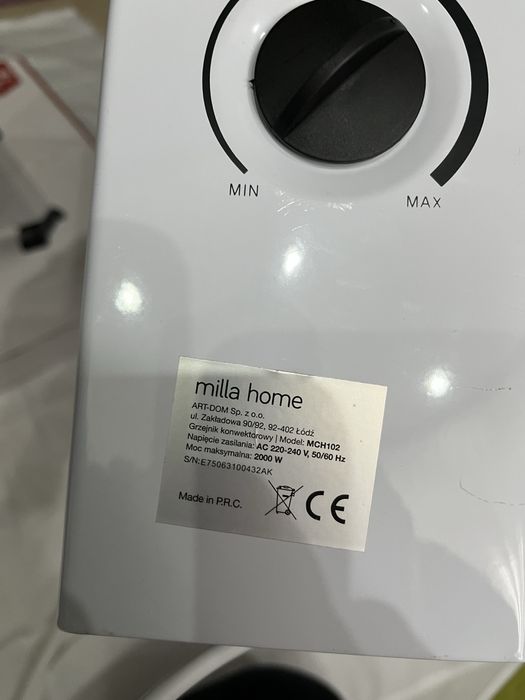 MIN
MAX
milla home
ART-DOM Sp. z o.o.
ul. Zakładowa 90/92, 92-402 Łódź
Grzejnik konwektorowy | Model: MCH102
Napięcie zasilania: AC 220-240 V, 50/60 Hz
Moc maksymalna: 2000 W
S/N:E75063100432AK
Made in P.R.C.
CE